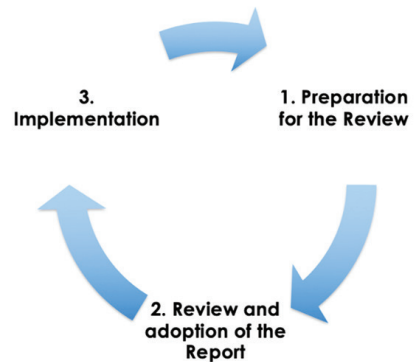 1. Preparation
for the Review
2. Review and
adoption of the
Report
3.
Implementation